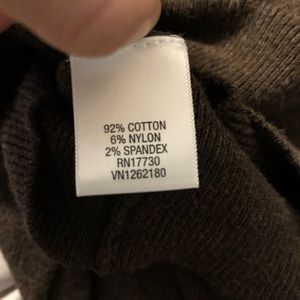 92% COTTON
6% NYLON
2% SPANDEX
RN17730
VN1262180